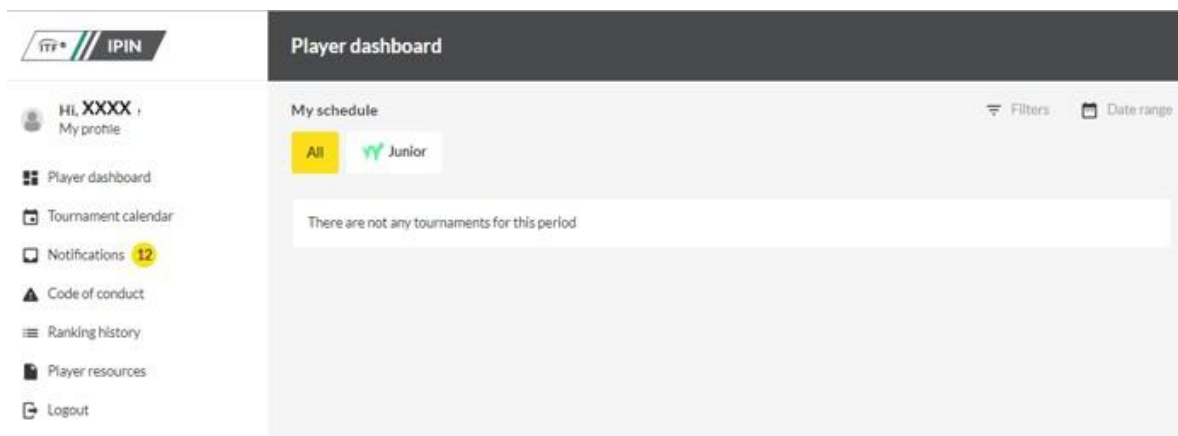 ITF IPIN
Player dashboard
Hi, XXXX
My profile
Player dashboard
Tournament calendar
Notifications 12
Code of conduct
Ranking history
Player resources
Logout
My schedule
Filters
Date range
All
Junior
There are not any tournaments for this period